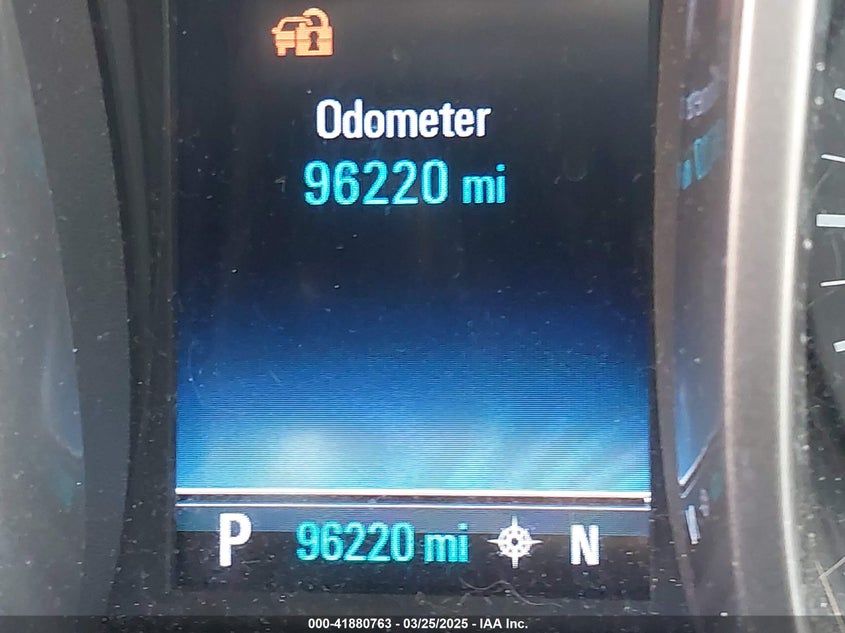 Odometer
96220 mi
P 96220 mi N
000-41880763 - 03/25/2025 - IAA Inc.